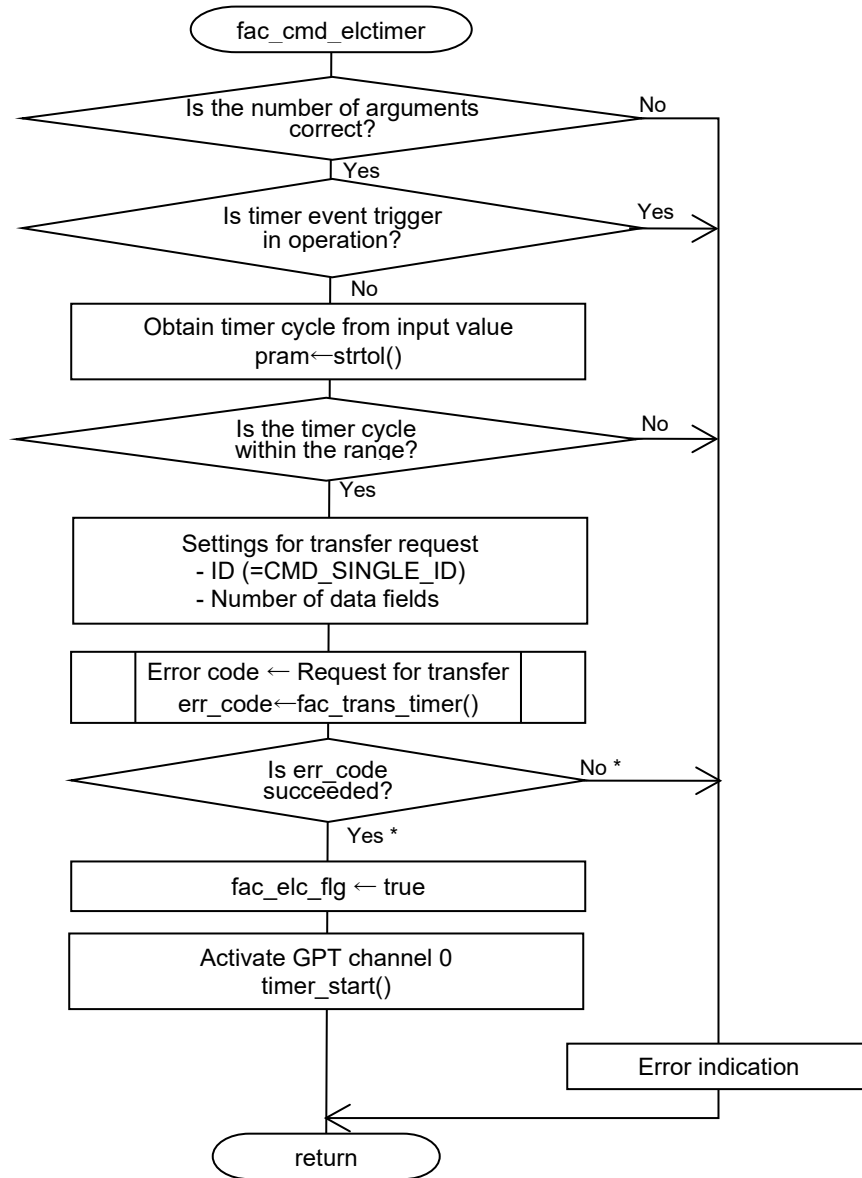 fac_cmd_elctimer
Is the number of arguments
correct?
No
Yes
Is timer event trigger
in operation?
Yes
No
Obtain timer cycle from input value
pram←strtol()
Is the timer cycle
within the range?
No
Yes
Settings for transfer request
- ID (=CMD_SINGLE_ID)
- Number of data fields
Error code ← Request for transfer
err_code←fac_trans_timer()
Is err_code
succeeded?
No *
Yes *
fac_elc_flg ← true
Activate GPT channel 0
timer_start()
Error indication
return